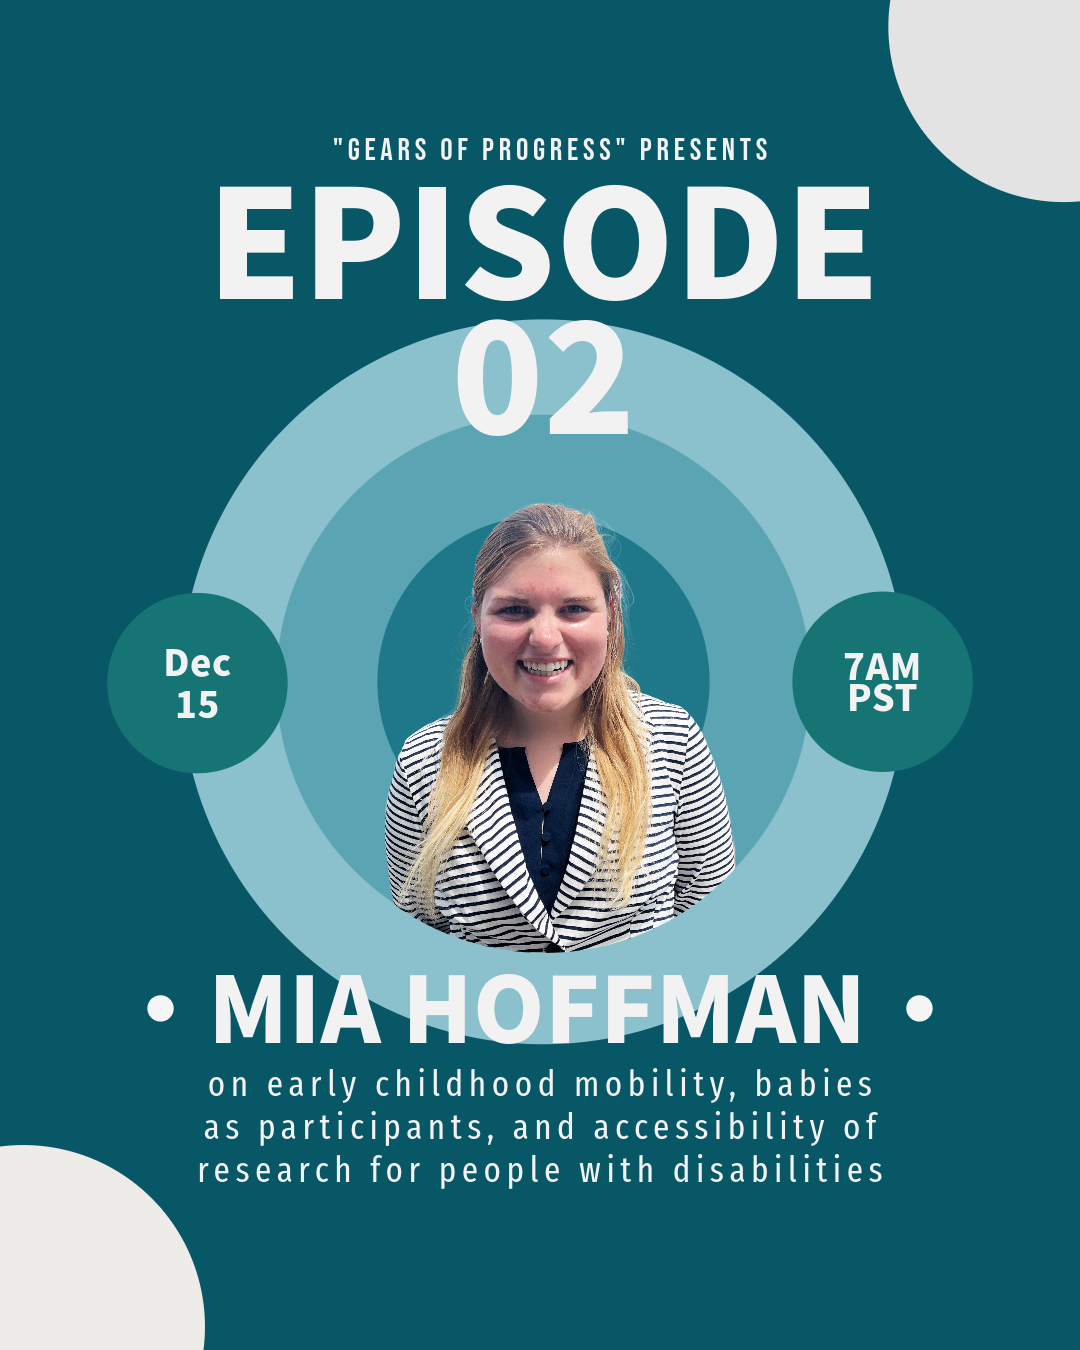 "GEARS OF PROGRESS" PRESENTS
EPISODE
02
Dec
15
7AM
PST
• MIA HOFFMAN •
on early childhood mobility, babies
as participants, and accessibility of
research for people with disabilities